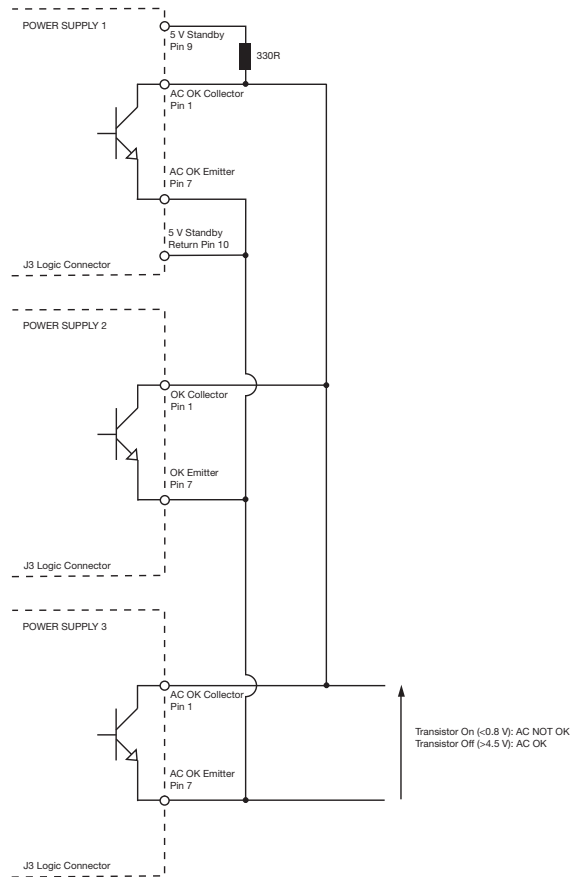 POWER SUPPLY 1
5 V Standby
Pin 9
330R
AC OK Collector
Pin 1
AC OK Emitter
Pin 7
5 V Standby
Return Pin 10
J3 Logic Connector
POWER SUPPLY 2
OK Collector
Pin 1
OK Emitter
Pin 7
J3 Logic Connector
POWER SUPPLY 3
AC OK Collector
Pin 1
Transistor On (<0.8 V): AC NOT OK
Transistor Off (>4.5 V): AC OK
AC OK Emitter
Pin 7
J3 Logic Connector